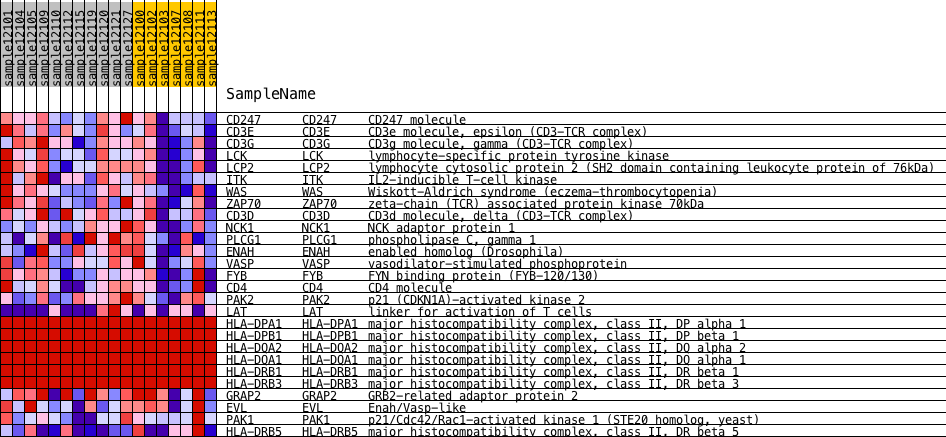 sample12101
sample12104
sample12105
sample12109
sample12110
sample12112
sample12115
sample12119
sample12120
sample12121
sample12127
sample12100
sample12102
sample12103
sample12107
sample12108
sample12111
sample12113
SampleName
CD247 CD247 CD247 molecule
CD3E CD3E CD3e molecule, epsilon (CD3-TCR complex)
CD3G CD3G CD3g molecule, gamma (CD3-TCR complex)
LCK LCK lymphocyte-specific protein tyrosine kinase
LCP2 LCP2 lymphocyte cytosolic protein 2 (SH2 domain containing leukocyte protein of 76kDa)
ITK ITK IL2-inducible T-cell kinase
WAS WAS Wiskott-Aldrich syndrome (eczema-thrombocytopenia)
ZAP70 ZAP70 zeta-chain (TCR) associated protein kinase 70kDa
CD3D CD3D CD3d molecule, delta (CD3-TCR complex)
NCK1 NCK1 NCK adaptor protein 1
PLCG1 PLCG1 phospholipase C, gamma 1
ENAH ENAH enabled homolog (Drosophila)
VASP VASP vasodilator-stimulated phosphoprotein
FYB FYB FYN binding protein (FYB-120/130)
CD4 CD4 CD4 molecule
PAK2 PAK2 p21 (CDKN1A)-activated kinase 2
LAT LAT linker for activation of T cells
HLA-DPA1 HLA-DPA1 major histocompatibility complex, class II, DP alpha 1
HLA-DPB1 HLA-DPB1 major histocompatibility complex, class II, DP beta 1
HLA-DQA2 HLA-DQA2 major histocompatibility complex, class II, DQ alpha 2
HLA-DQA1 HLA-DQA1 major histocompatibility complex, class II, DQ alpha 1
HLA-DRB1 HLA-DRB1 major histocompatibility complex, class II, DR beta 1
HLA-DRB3 HLA-DRB3 major histocompatibility complex, class II, DR beta 3
GRAP2 GRAP2 GRB2-related adaptor protein 2
EVL EVL Enah/Vasp-like
PAK1 PAK1 p21/Cdc42/Rac1-activated kinase 1 (STE20 homolog, yeast)
HLA-DRB5 HLA-DRB5 major histocompatibility complex, class II, DR beta 5